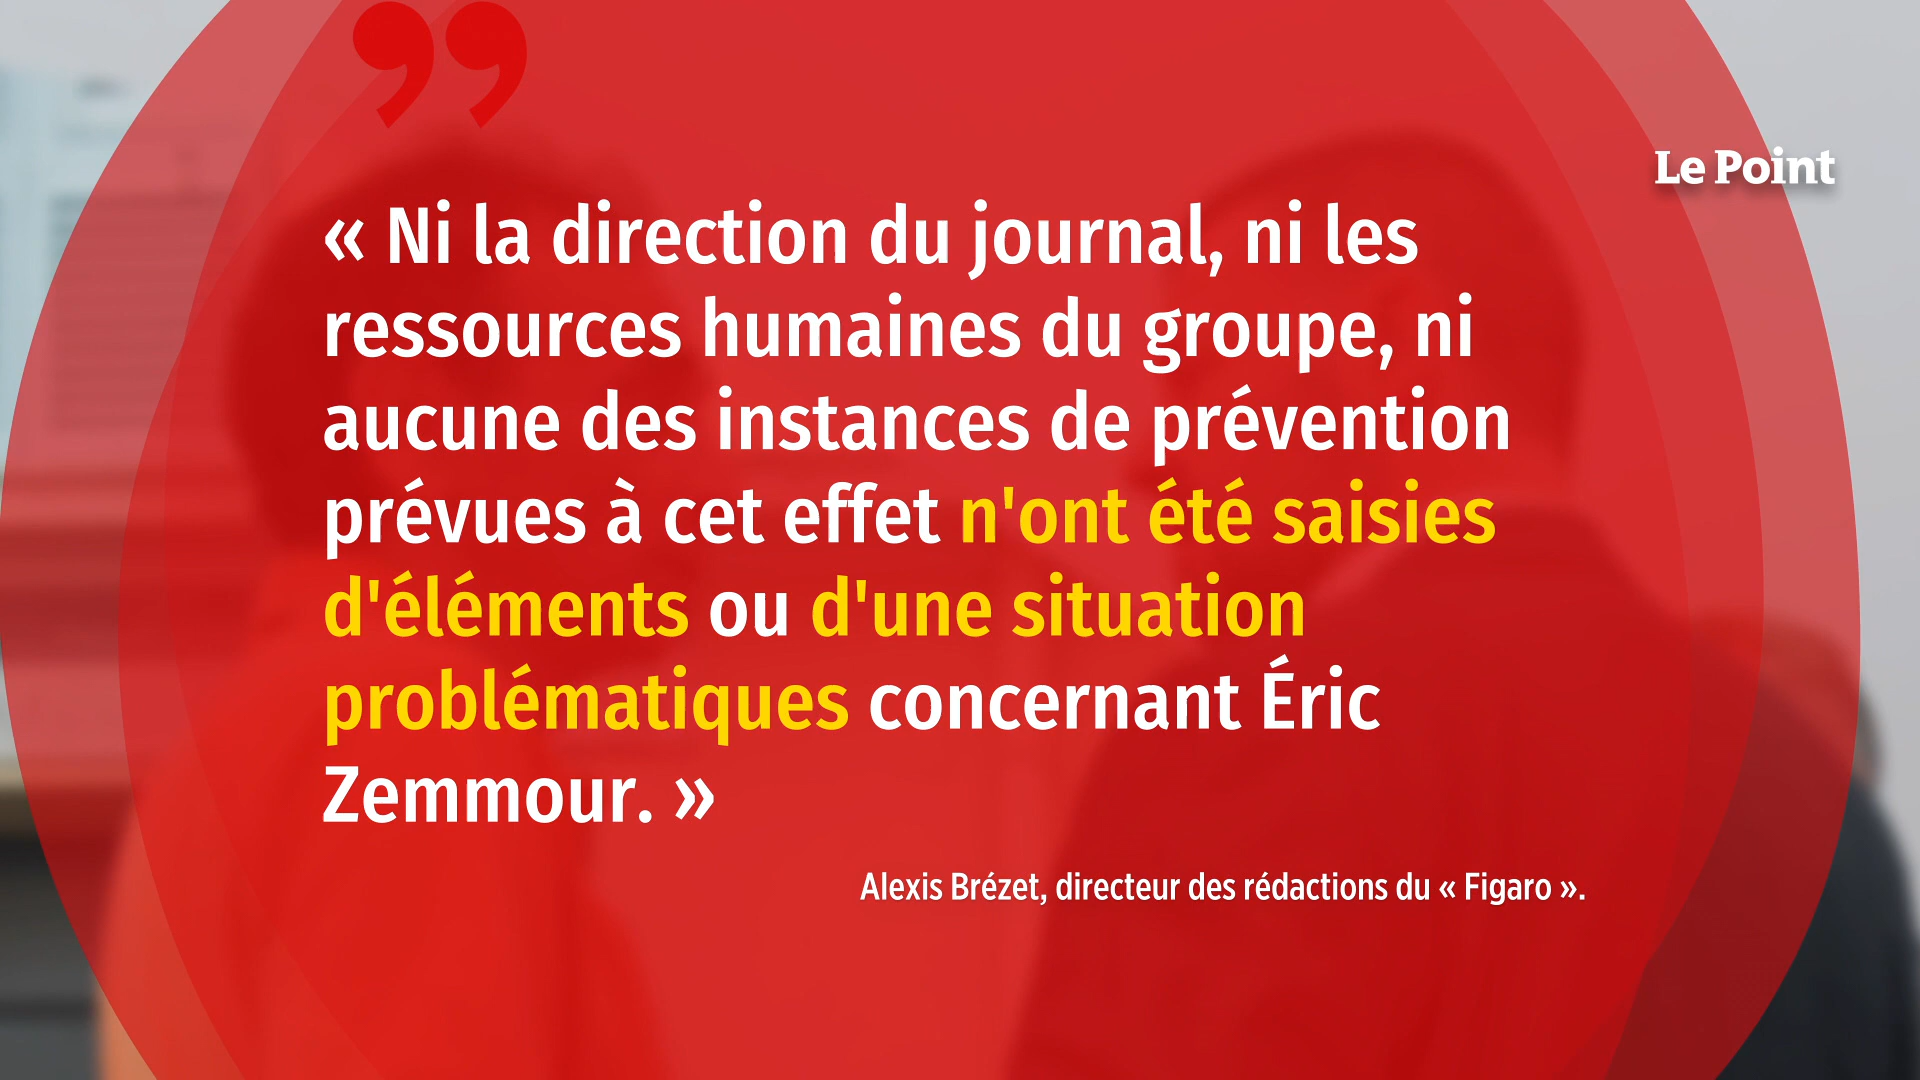 Le Point
« Ni la direction du journal, ni les
ressources humaines du groupe, ni
aucune des instances de prévention
prévues à cet effet n'ont été saisies
d'éléments ou d'une situation
problématiques concernant Éric
Zemmour. »
Alexis Brézet, directeur des rédactions du « Figaro ».